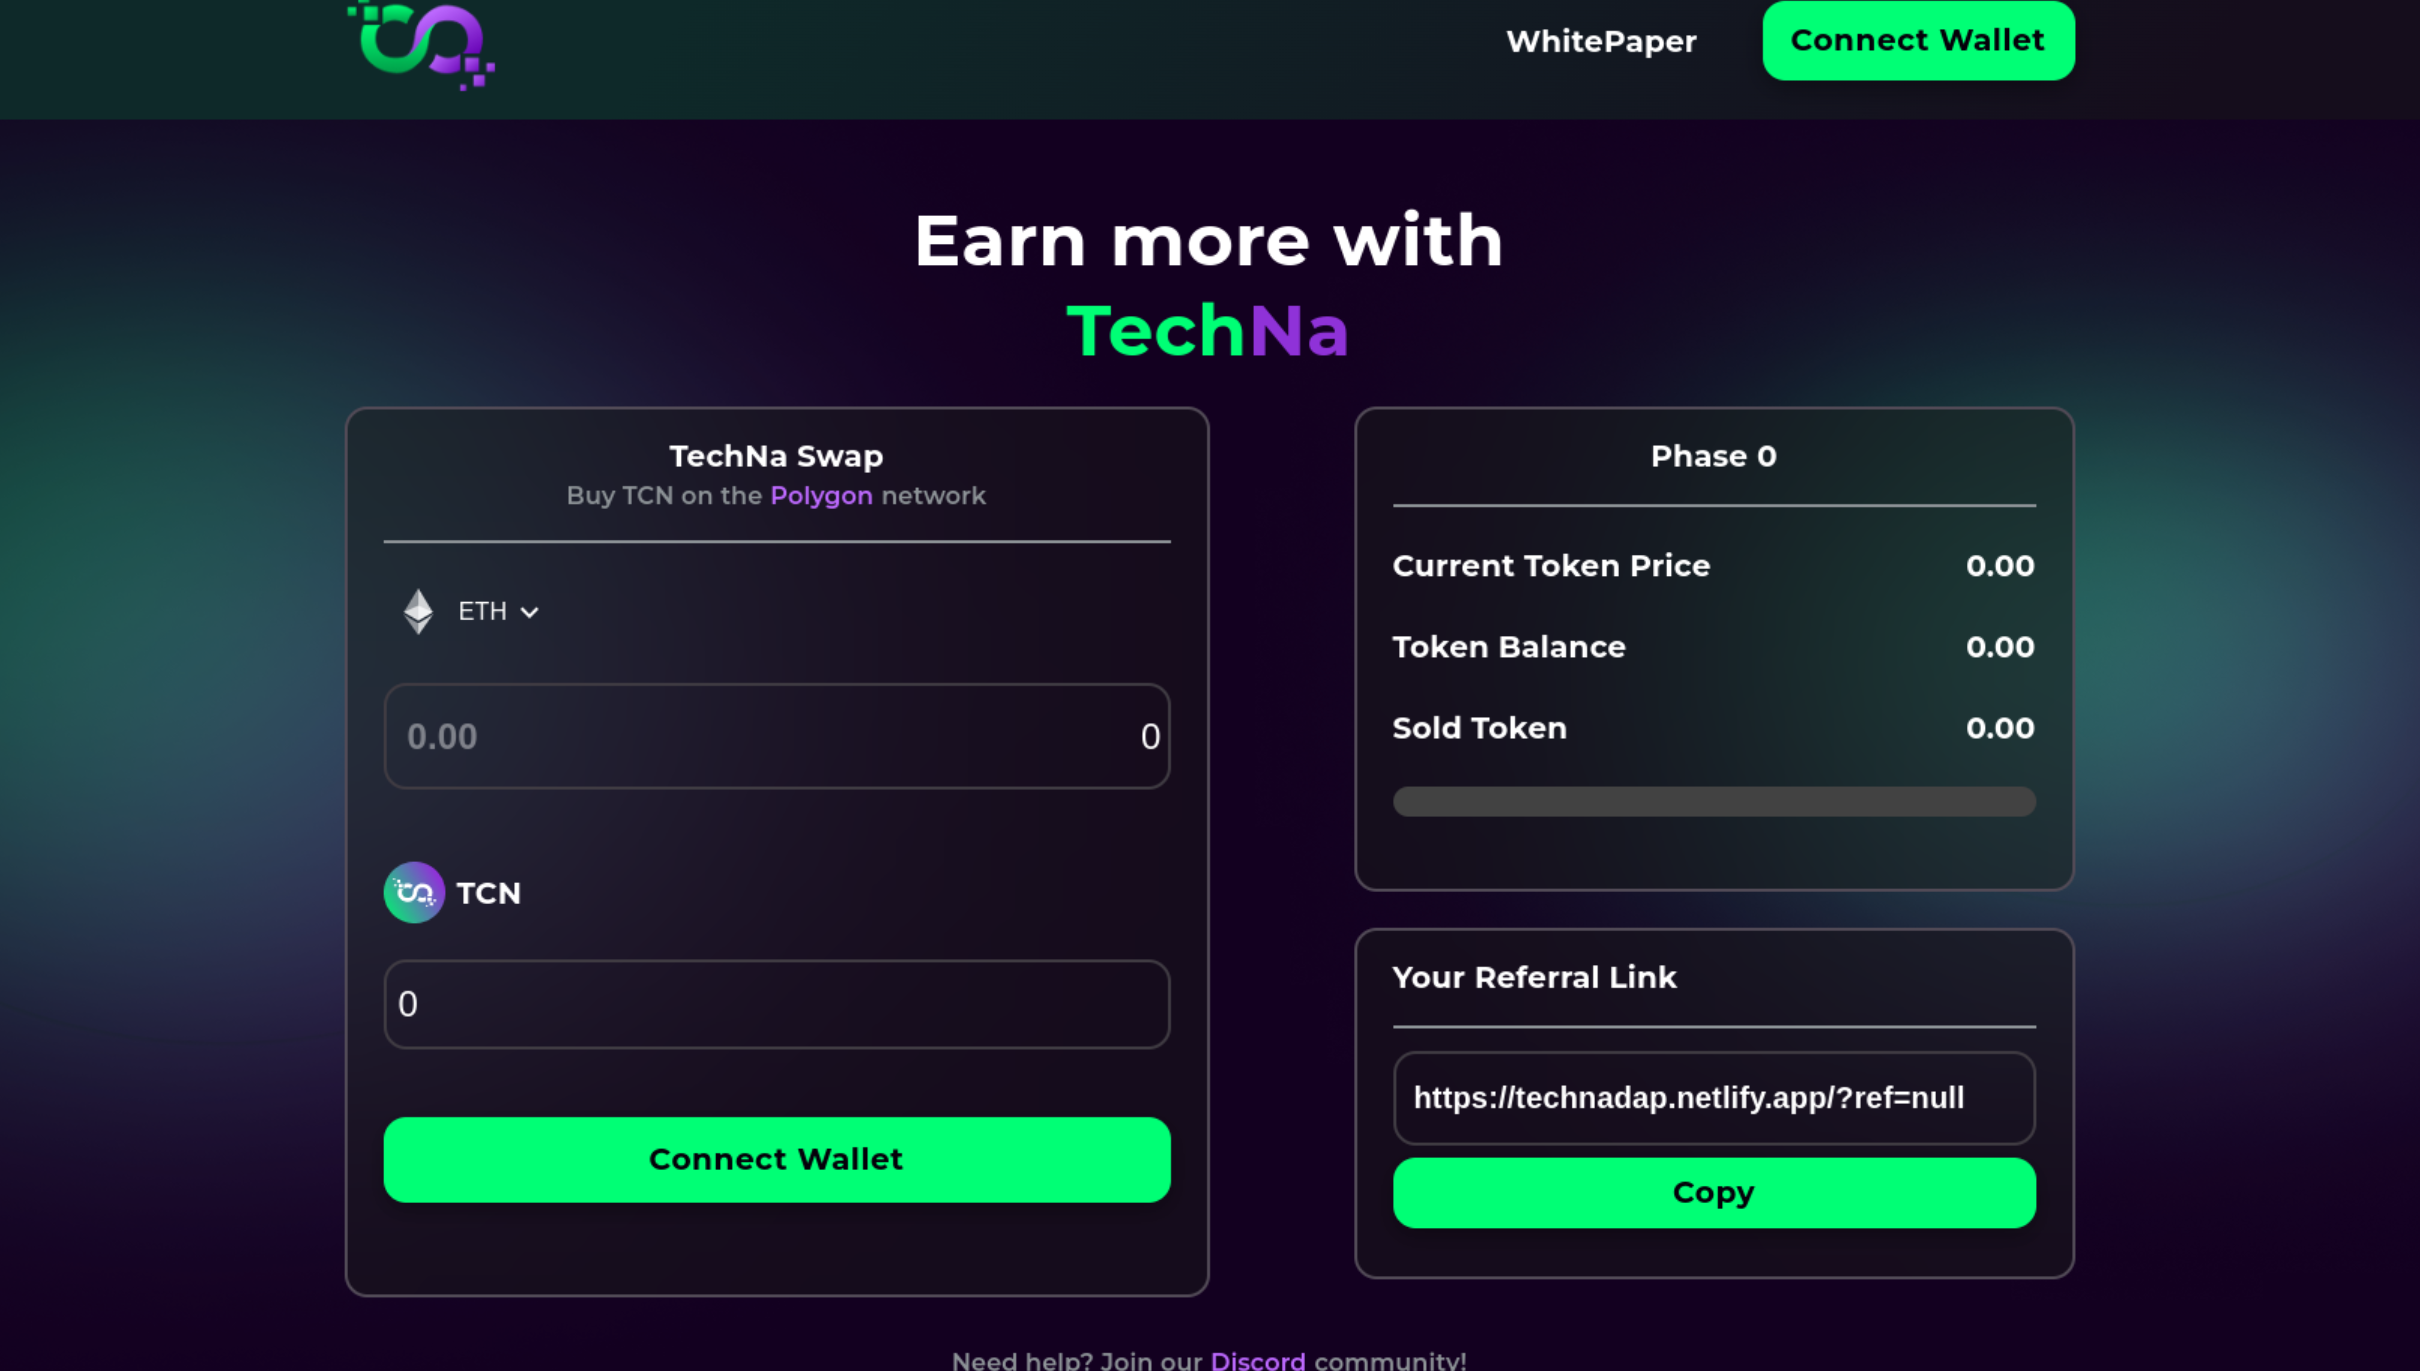 WhitePaper
Connect Wallet
Earn more with
TechNa
TechNa Swap
Buy TCN on the Polygon network
ETH
0.00 0
TCN
0
Connect Wallet
Phase 0
Current Token Price 0.00
Token Balance 0.00
Sold Token 0.00
Your Referral Link
https://technadap.netlify.app/?ref=null
Copy
Need help? Join our Discord community!